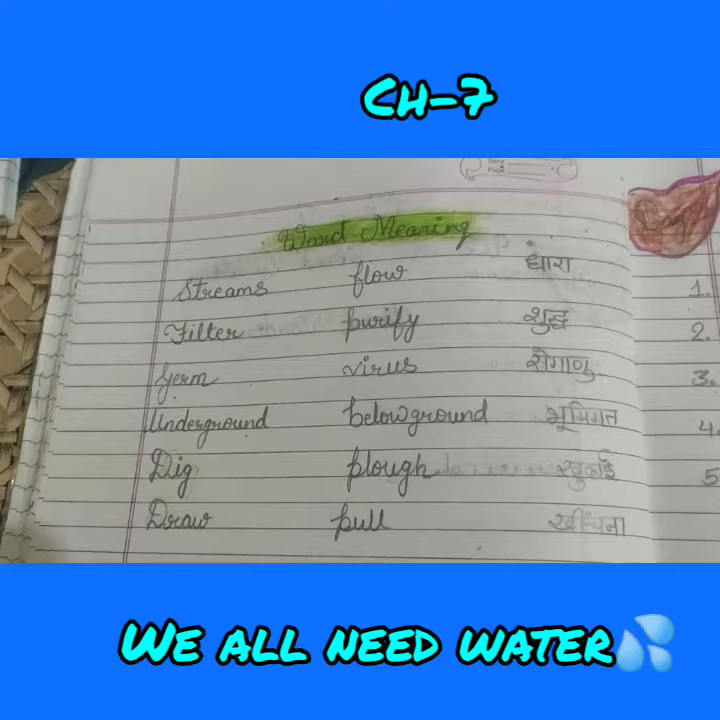 CH-7
Word Meaning
Streams flow धारा
Filter purify शुद्ध
Germ virus रोगाणु
Underground belowground भूमिगत
Dig plough खुदाई
Draw pull खींचना
1.
2.
3.
4.
5
WE ALL NEED WATER💦